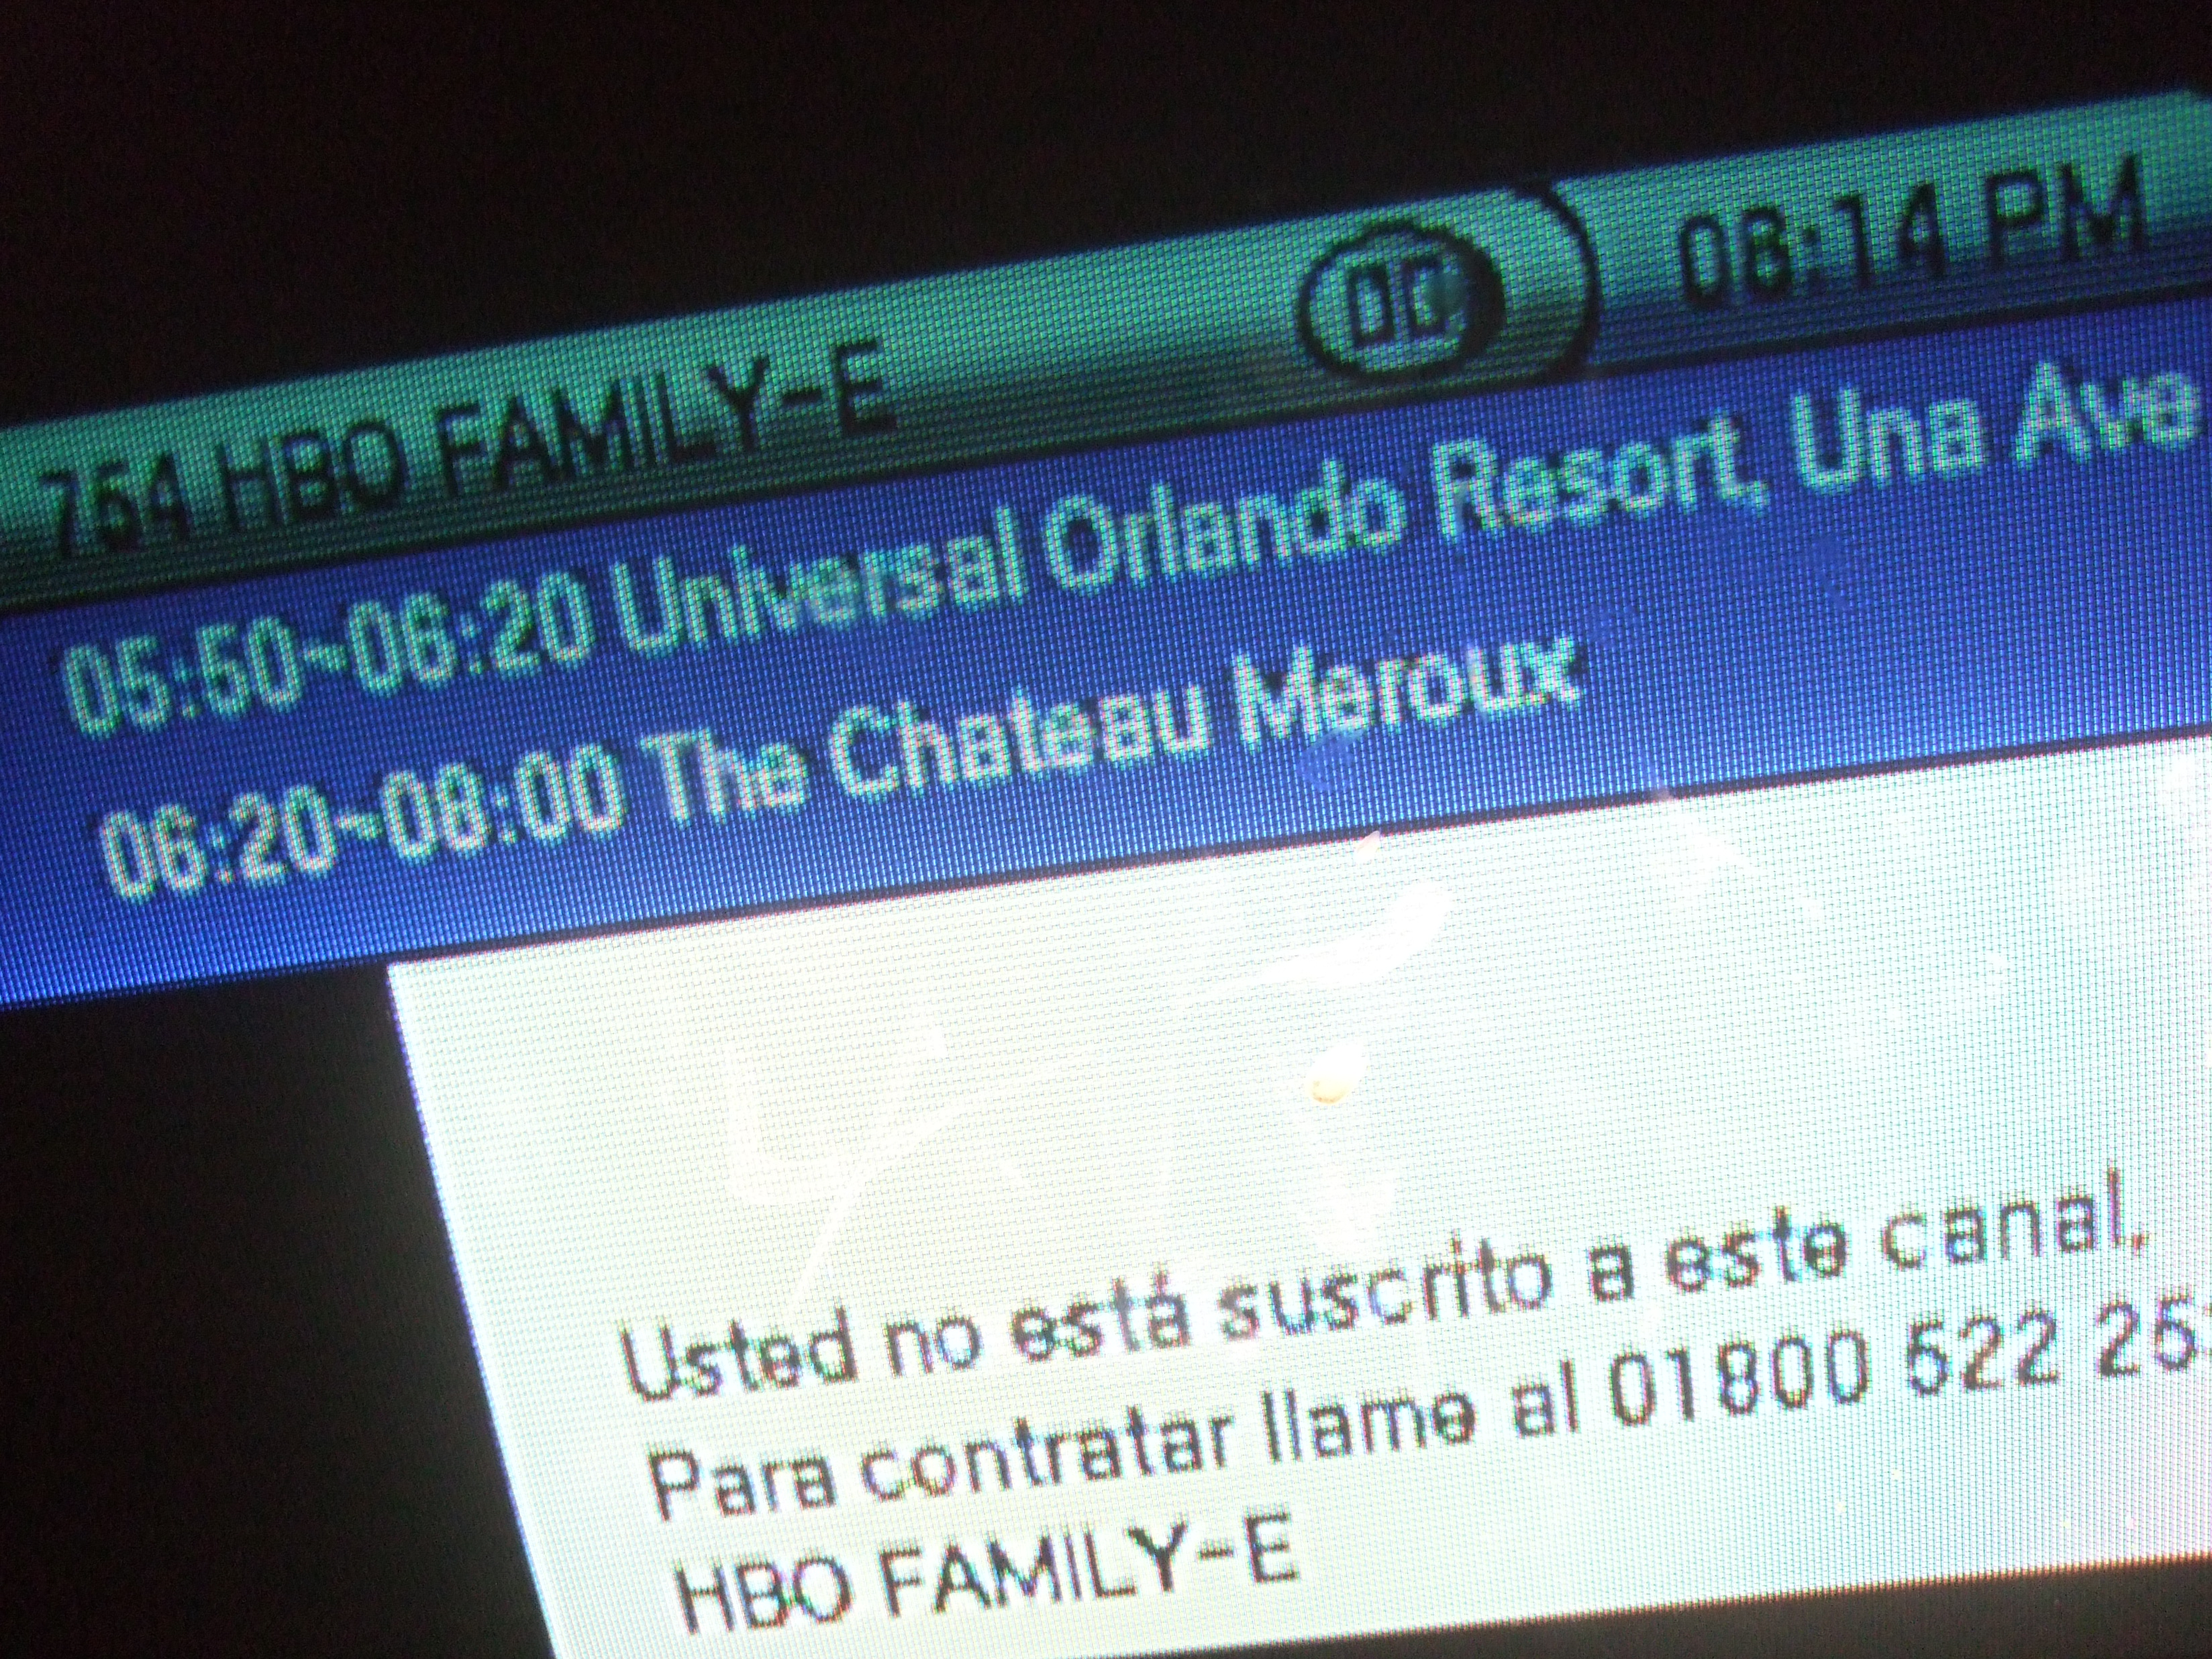 754 HBO FAMILY-E 08:14 PM
05:50~06:20 Universal Orlando Resort, Una Ave
06:20~08:00 The Chateau Meroux
Usted no está suscrito a este canal.
Para contratar llame al 01800 522 25
HBO FAMILY-E